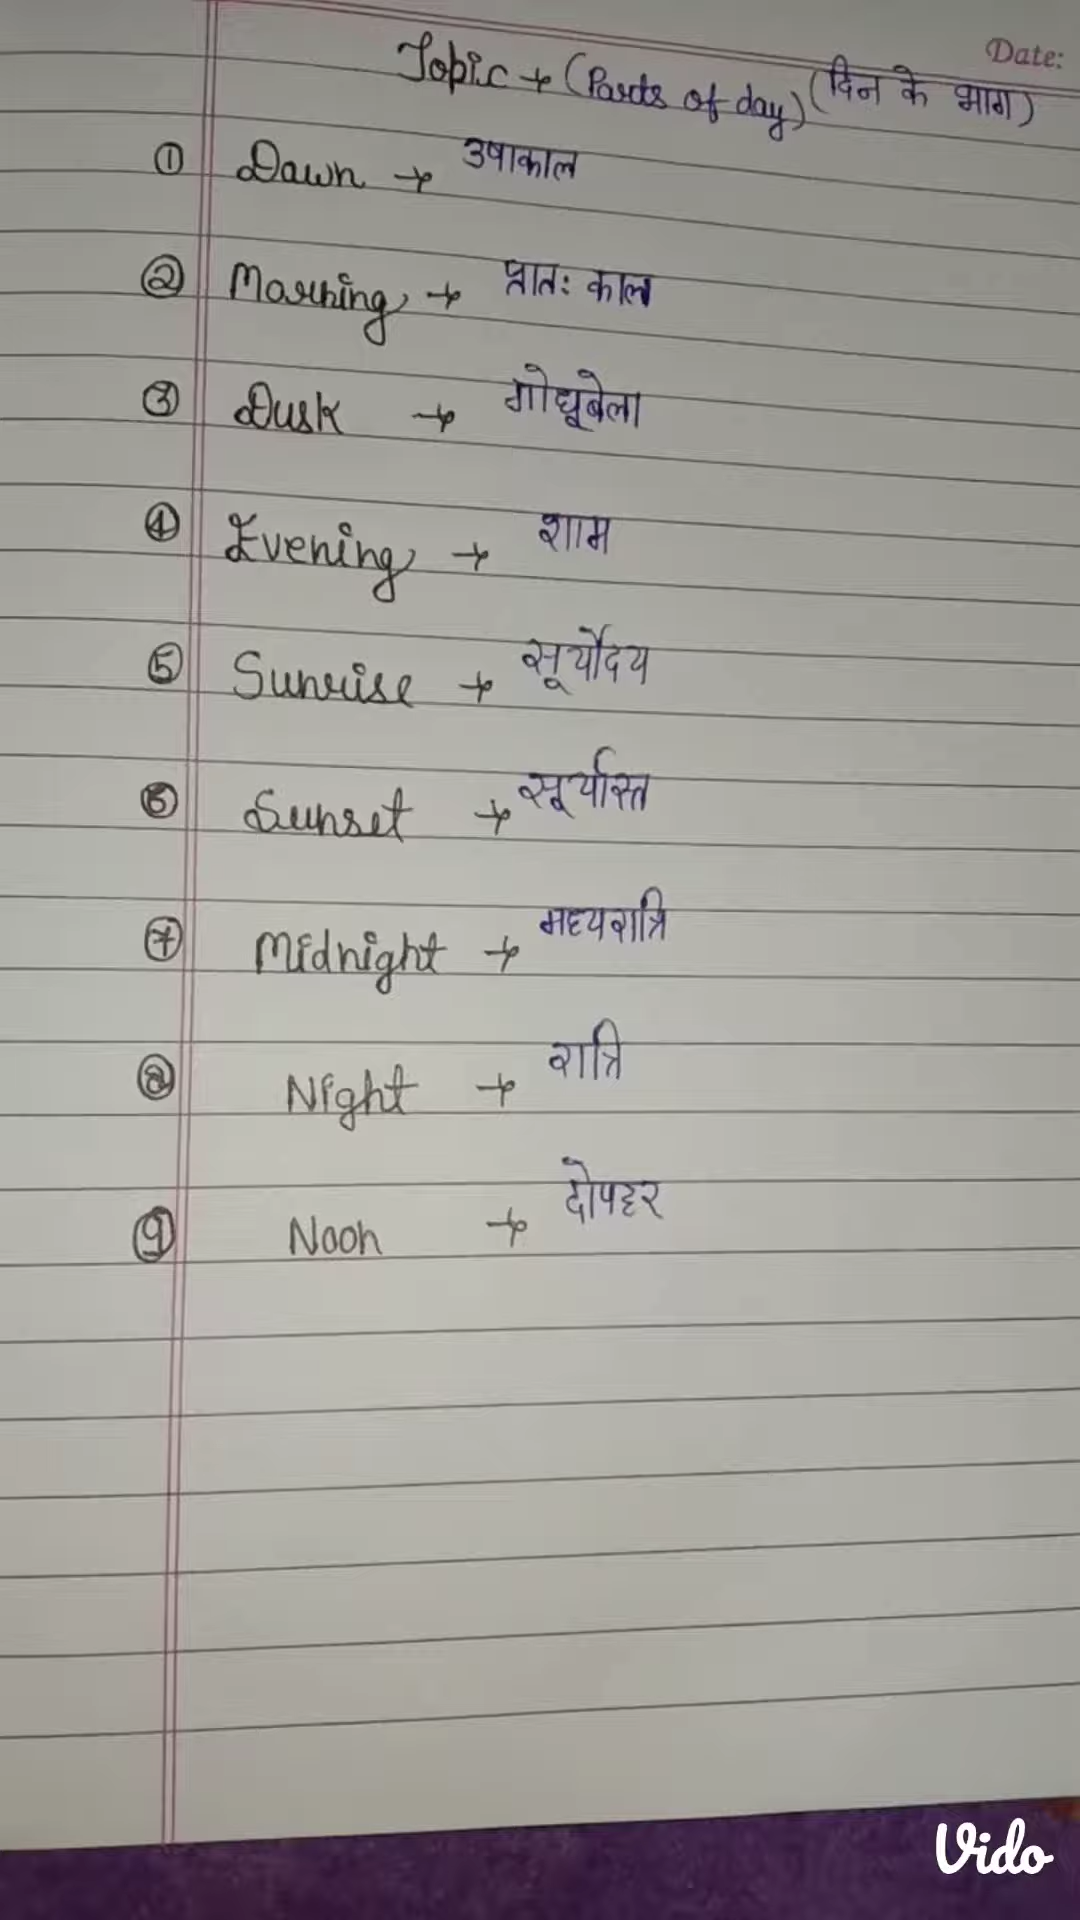 Date:
Topic → (Parts of day) (दिन के भाग)
① Dawn → उषाकाल
② Morning → प्रातः काल
③ Dusk → गोधूबेला
④ Evening → शाम
⑤ Sunrise → सूर्योदय
⑥ Sunset → सूर्यास्त
⑦ Midnight → मध्यरात्रि
⑧ Night → रात्रि
⑨ Noon → दोपहर
Vido